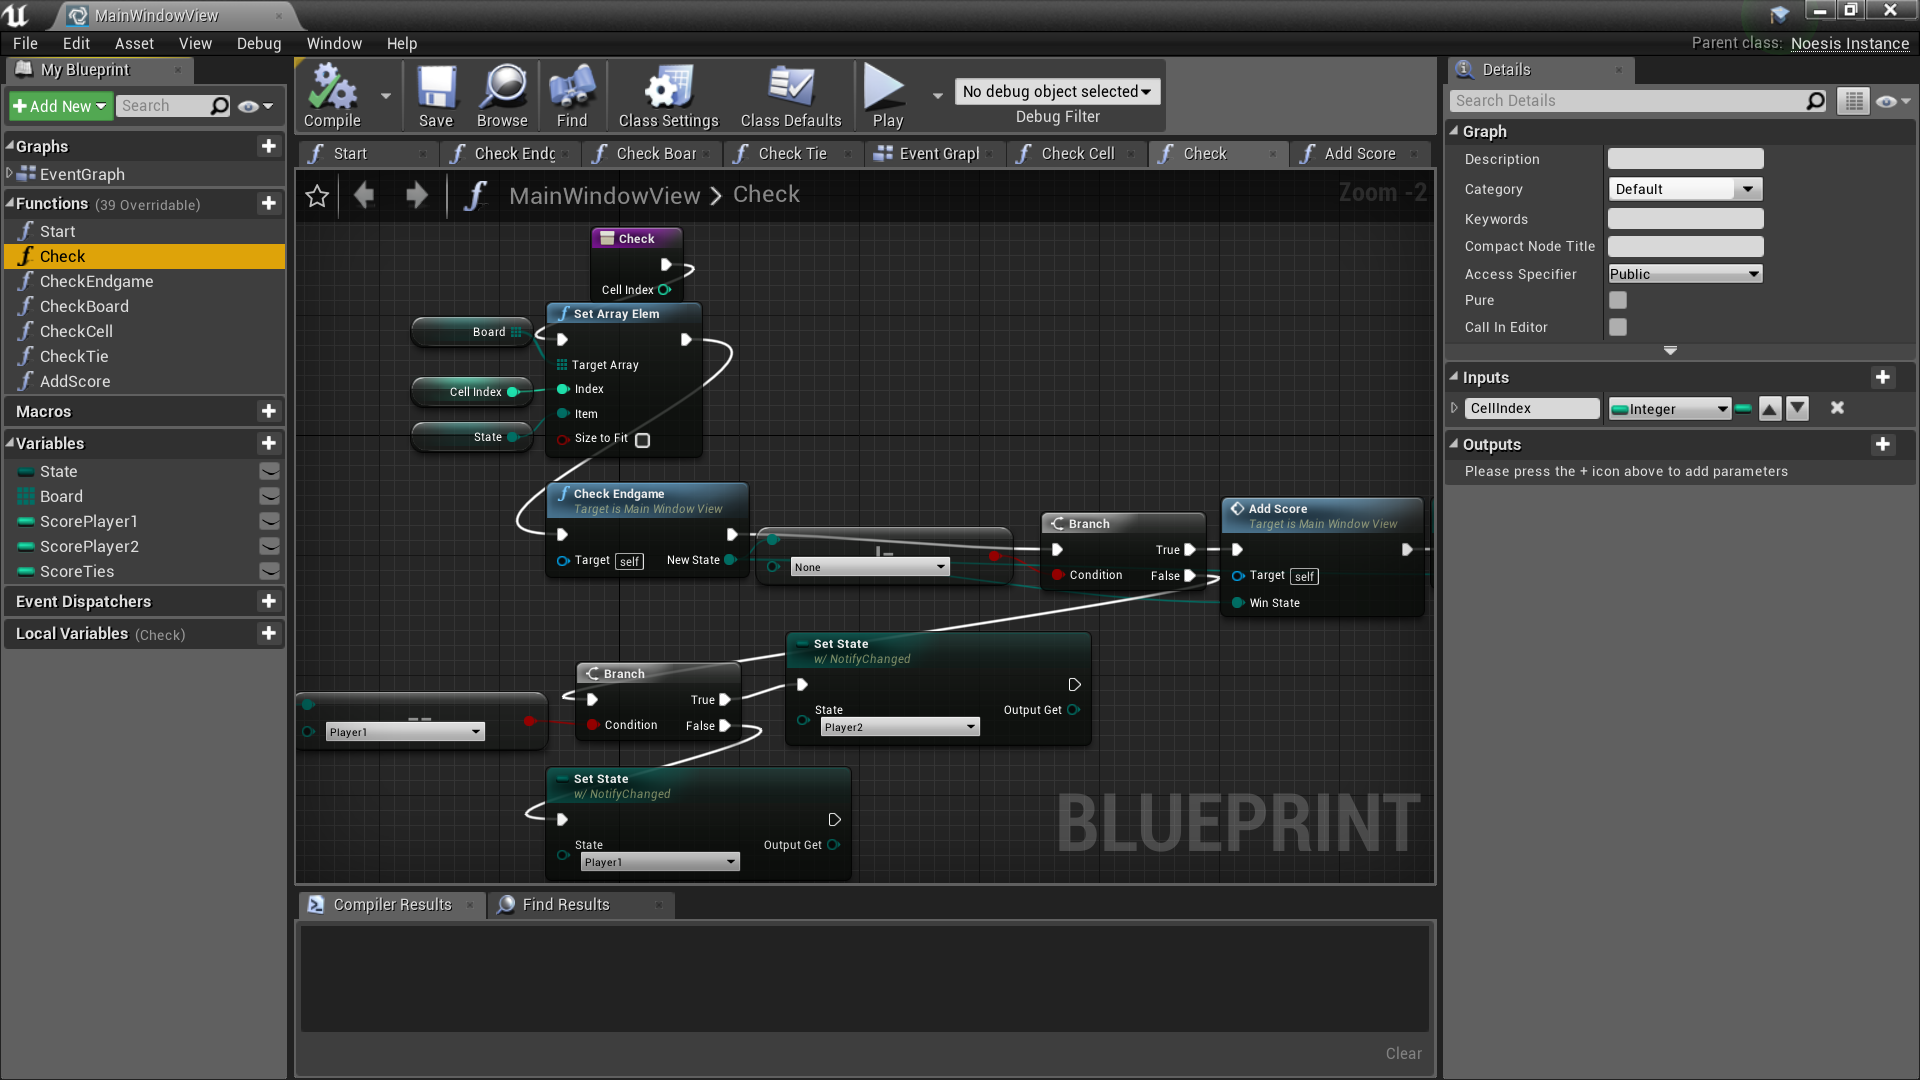 MainWindowView
File Edit Asset View Debug Window Help
Parent class: Noesis Instance
My Blueprint
Add New
Search
Graphs
EventGraph
Functions (39 Overridable)
Start
Check
CheckEndgame
CheckBoard
CheckCell
CheckTie
AddScore
Macros
Variables
State
Board
ScorePlayer1
ScorePlayer2
ScoreTies
Event Dispatchers
Local Variables (Check)
Compile
Save
Browse
Find
Class Settings
Class Defaults
Play
No debug object selected
Debug Filter
Start
Check Endg
Check Boar
Check Tie
Event Graph
Check Cell
Check
Add Score
MainWindowView > Check
Zoom -2
Check
Cell Index
Set Array Elem
Board
Target Array
Cell Index
Index
Item
State
Size to Fit
Check Endgame
Target is Main Window View
Target self
New State
!=
None
Branch
True
Condition
False
Add Score
Target is Main Window View
Target self
Win State
==
Player1
Branch
True
Condition
False
Set State
w/ NotifyChanged
State
Player2
Output Get
Set State
w/ NotifyChanged
State
Player1
Output Get
BLUEPRINT
Compiler Results
Find Results
Clear
Details
Search Details
Graph
Description
Category
Default
Keywords
Compact Node Title
Access Specifier
Public
Pure
Call In Editor
Inputs
CellIndex
Integer
Outputs
Please press the + icon above to add parameters